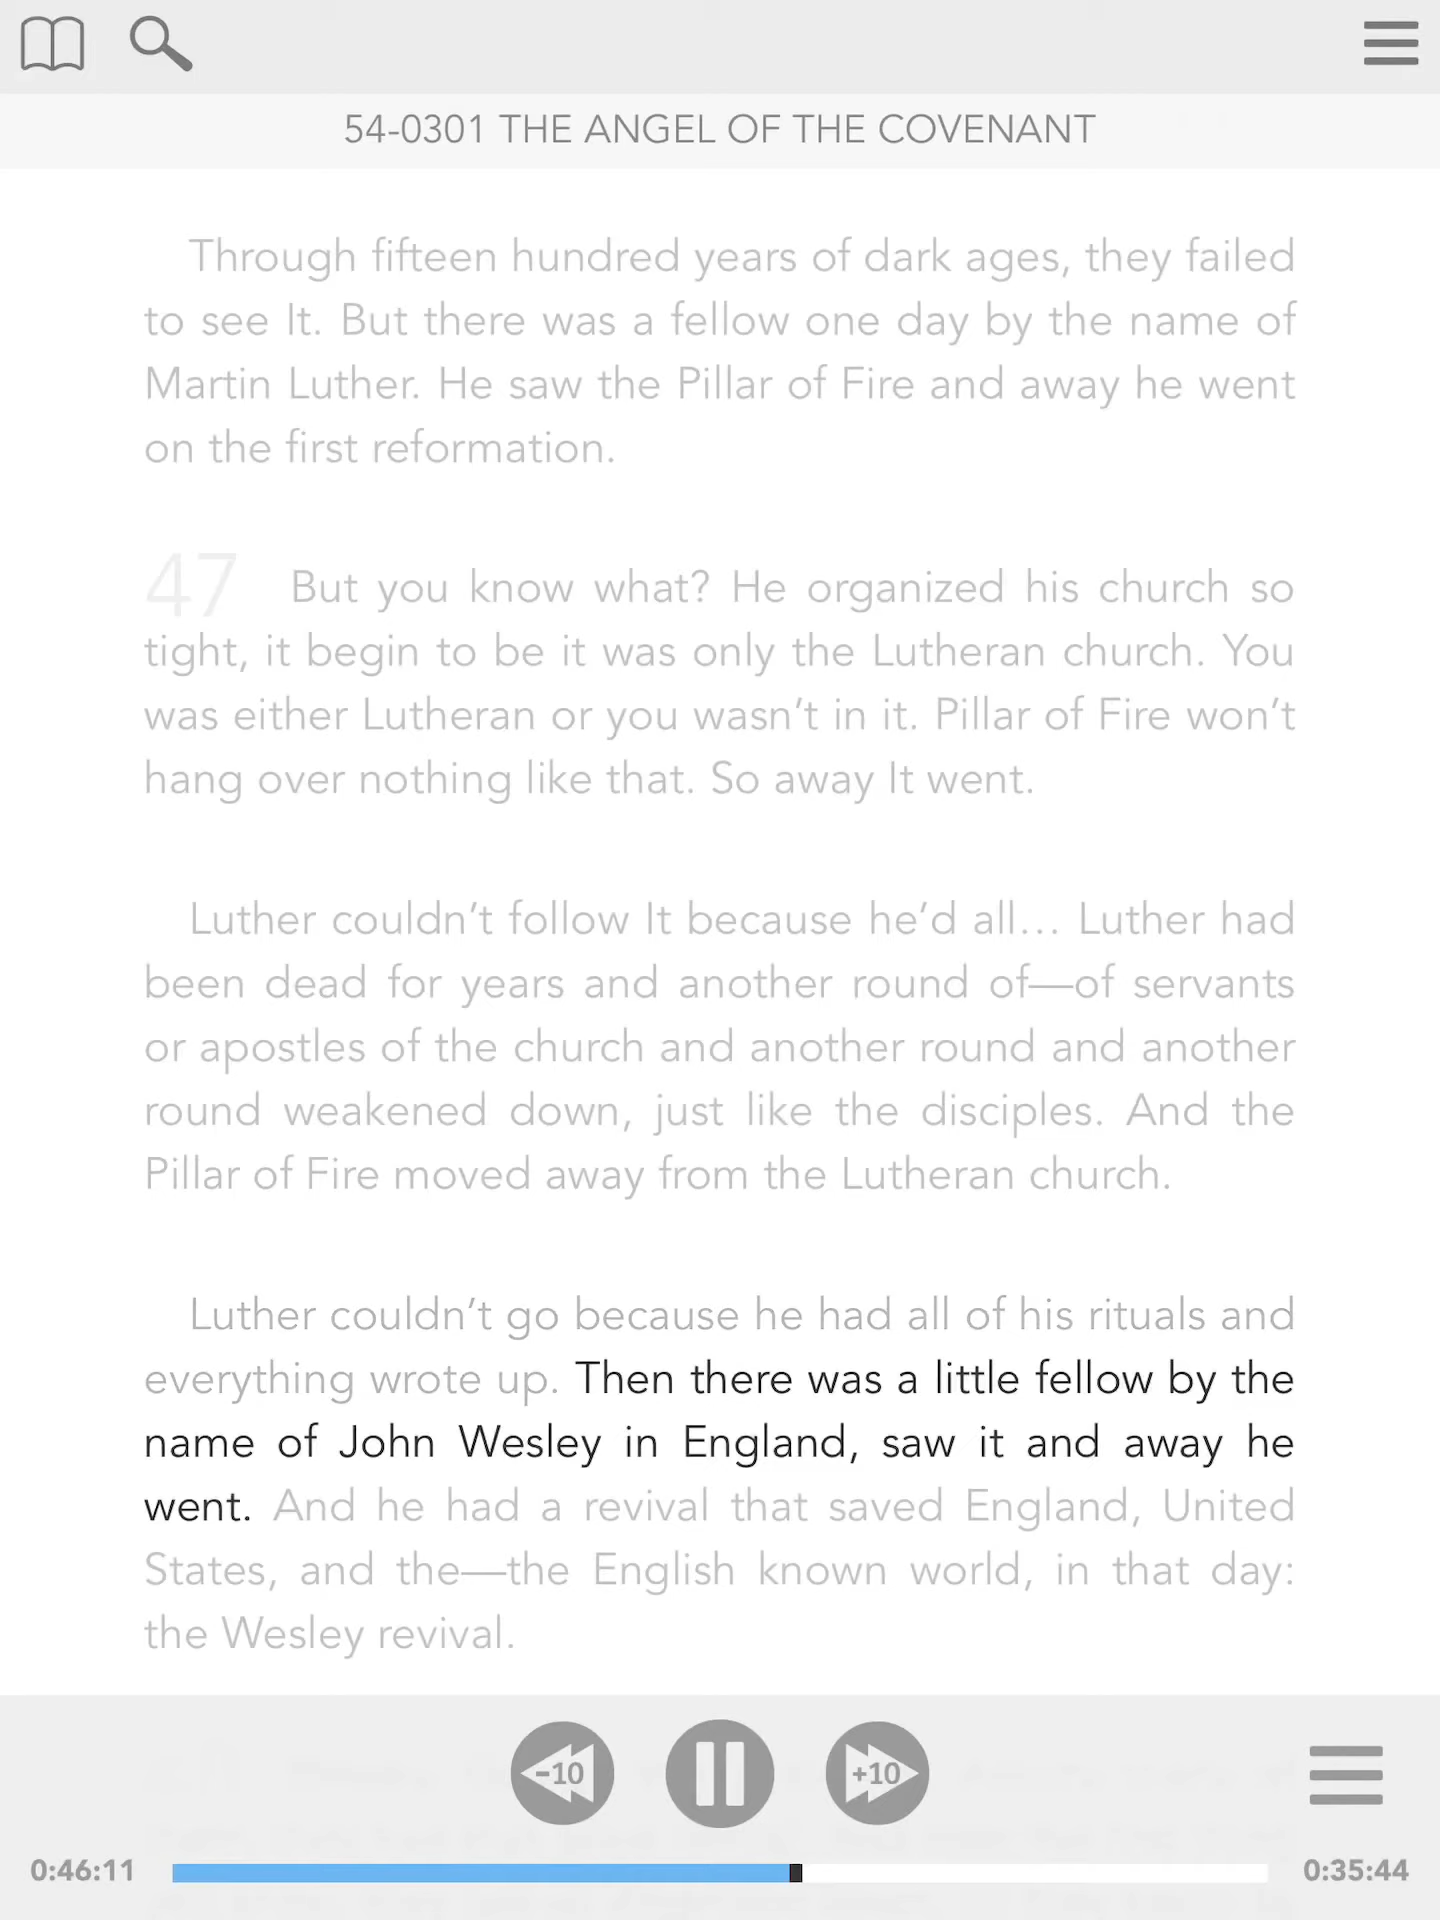 54-0301 THE ANGEL OF THE COVENANT
Through fifteen hundred years of dark ages, they failed
to see It. But there was a fellow one day by the name of
Martin Luther. He saw the Pillar of Fire and away he went
on the first reformation.
47 But you know what? He organized his church so
tight, it begin to be it was only the Lutheran church. You
was either Lutheran or you wasn’t in it. Pillar of Fire won’t
hang over nothing like that. So away It went.
Luther couldn’t follow It because he’d all… Luther had
been dead for years and another round of—of servants
or apostles of the church and another round and another
round weakened down, just like the disciples. And the
Pillar of Fire moved away from the Lutheran church.
Luther couldn’t go because he had all of his rituals and
everything wrote up. Then there was a little fellow by the
name of John Wesley in England, saw it and away he
went. And he had a revival that saved England, United
States, and the—the English known world, in that day:
the Wesley revival.
-10 +10
0:46:11 0:35:44